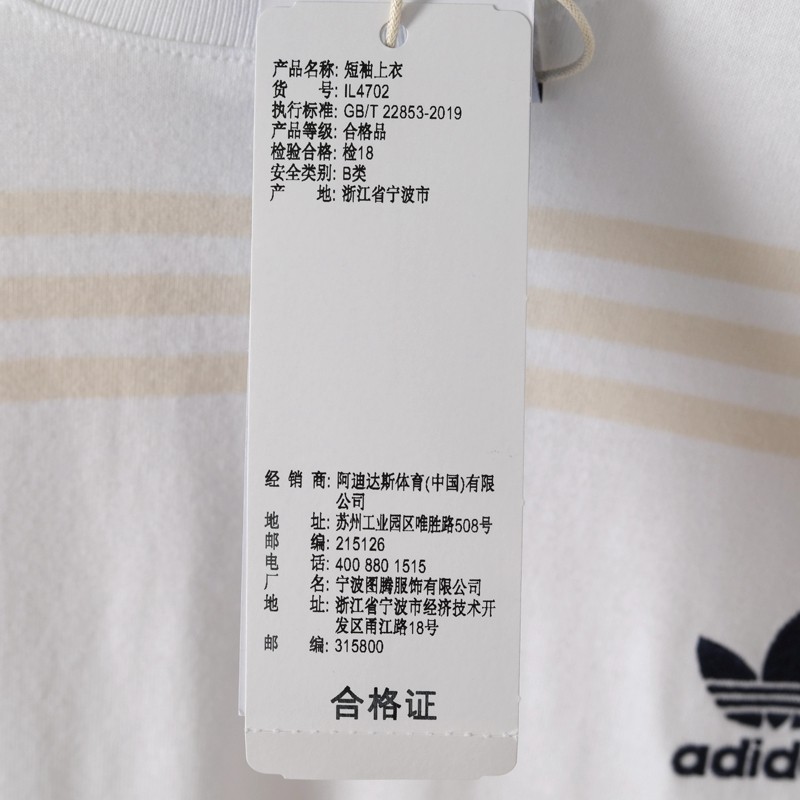 产品名称: 短袖上衣
货 号: IL4702
执行标准: GB/T 22853-2019
产品等级: 合格品
检验合格: 检18
安全类别: B类
产 地: 浙江省宁波市
经 销 商: 阿迪达斯体育(中国)有限
公司
地 址: 苏州工业园区唯胜路508号
邮 编: 215126
电 话: 400 880 1515
厂 名: 宁波图腾服饰有限公司
地 址: 浙江省宁波市经济技术开
发区甬江路18号
邮 编: 315800
合格证
adid